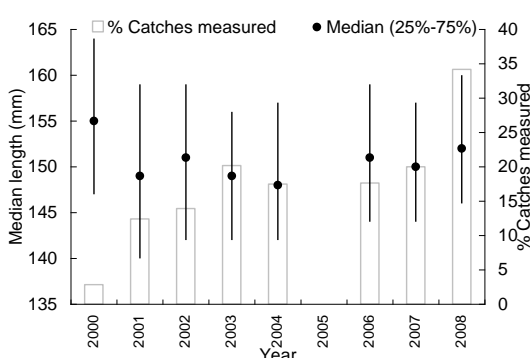 165 160 155 150 145 140 135
Median length (mm)
% Catches measured Median (25%-75%)
40 35 30 25 20 15 10 5 0
% Catches measured
2000 2001 2002 2003 2004 2005 2006 2007 2008
Year